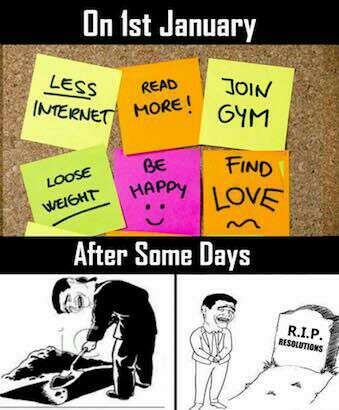 On 1st January
LESS
INTERNET
READ
MORE!
JOIN
GYM
LOOSE
WEIGHT
BE
HAPPY
FIND
LOVE
After Some Days
R.I.P.
RESOLUTIONS